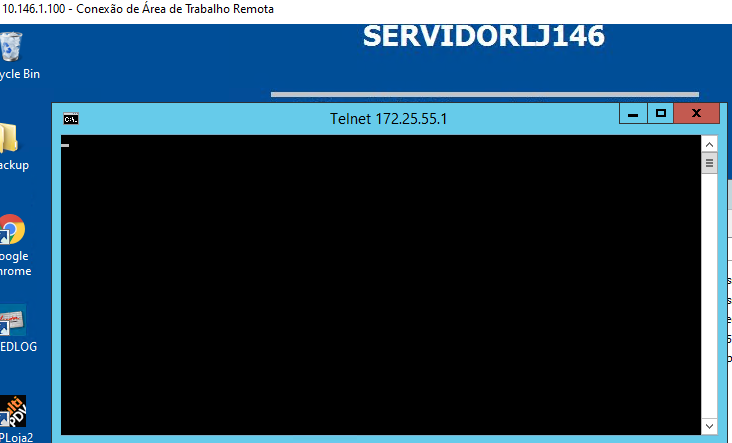 10.146.1.100 - Conexão de Área de Trabalho Remota
SERVIDORLJ146
ycle Bin
Telnet 172.25.55.1
C:\.
ackup
oogle
hrome
EDLOG
PLoja2